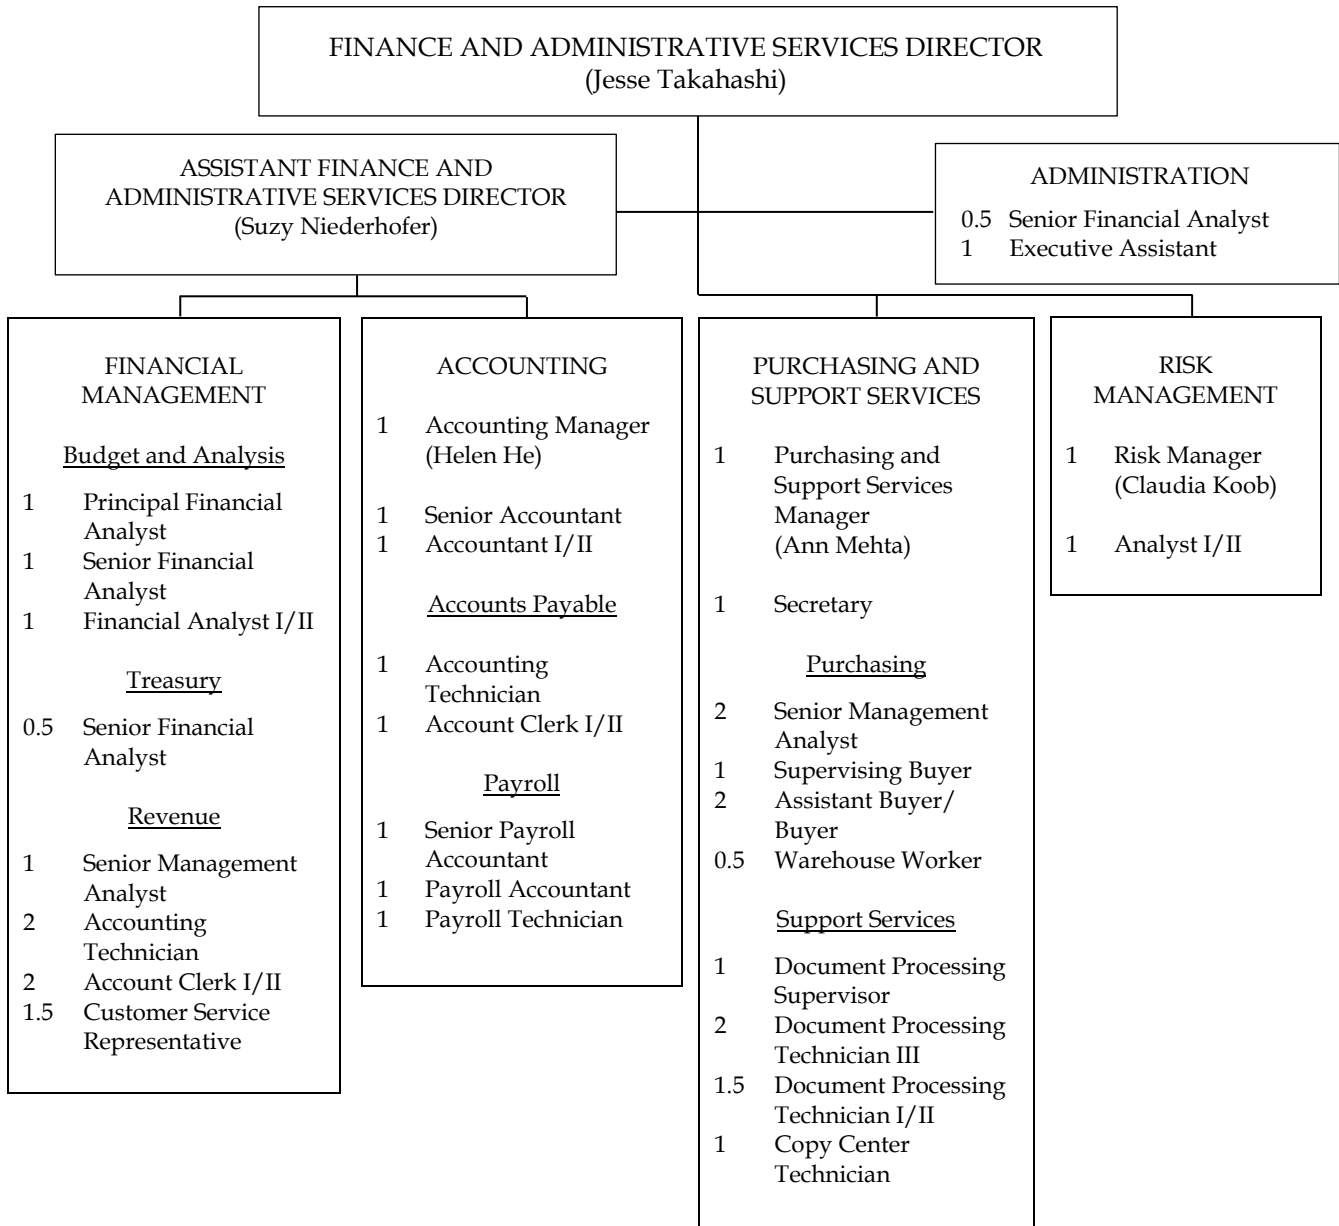 FINANCE AND ADMINISTRATIVE SERVICES DIRECTOR
(Jesse Takahashi)
ASSISTANT FINANCE AND
ADMINISTRATIVE SERVICES DIRECTOR
(Suzy Niederhofer)
ADMINISTRATION
0.5 Senior Financial Analyst
1 Executive Assistant
FINANCIAL
MANAGEMENT
Budget and Analysis
1 Principal Financial
Analyst
1 Senior Financial
Analyst
1 Financial Analyst I/II
Treasury
0.5 Senior Financial
Analyst
Revenue
1 Senior Management
Analyst
2 Accounting
Technician
2 Account Clerk I/II
1.5 Customer Service
Representative
ACCOUNTING
1 Accounting Manager
(Helen He)
1 Senior Accountant
1 Accountant I/II
Accounts Payable
1 Accounting
Technician
1 Account Clerk I/II
Payroll
1 Senior Payroll
Accountant
1 Payroll Accountant
1 Payroll Technician
PURCHASING AND
SUPPORT SERVICES
1 Purchasing and
Support Services
Manager
(Ann Mehta)
1 Secretary
Purchasing
2 Senior Management
Analyst
1 Supervising Buyer
2 Assistant Buyer/
Buyer
0.5 Warehouse Worker
Support Services
1 Document Processing
Supervisor
2 Document Processing
Technician III
1.5 Document Processing
Technician I/II
1 Copy Center
Technician
RISK
MANAGEMENT
1 Risk Manager
(Claudia Koob)
1 Analyst I/II